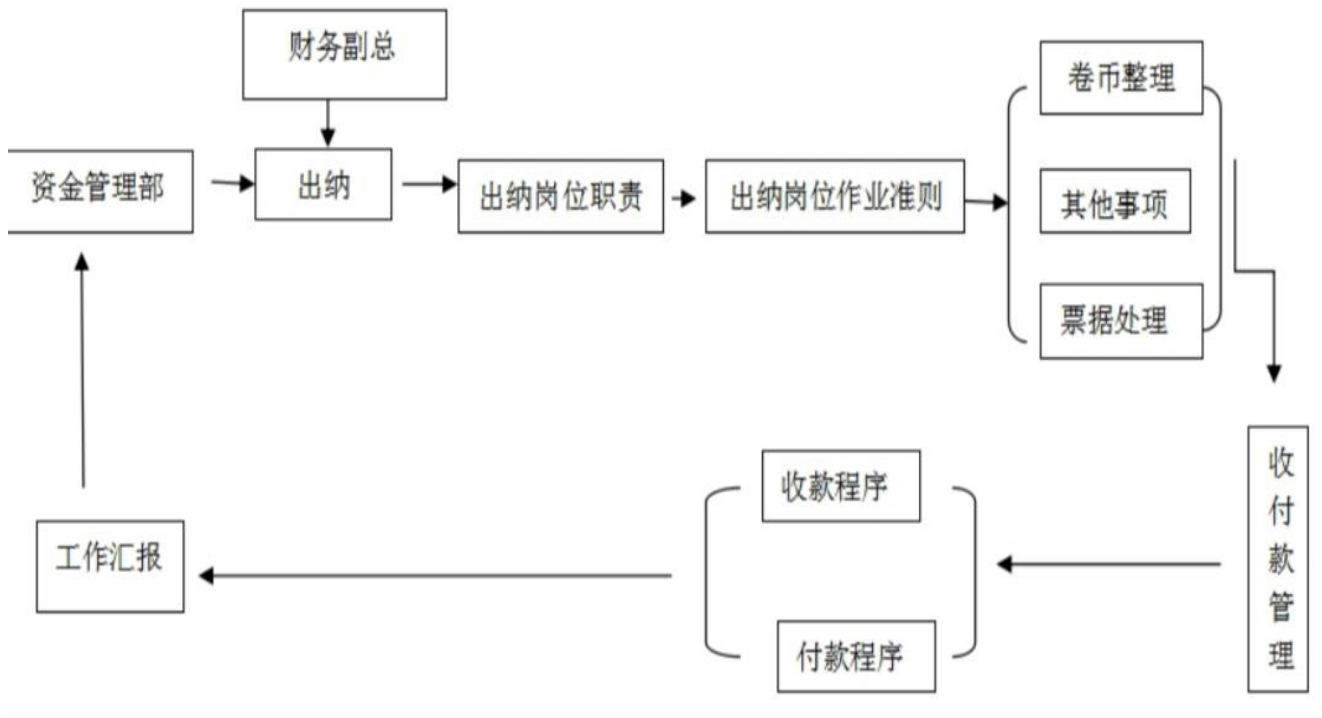 财务副总
资金管理部
出纳
出纳岗位职责
出纳岗位作业准则
卷币整理
其他事项
票据处理
收付款管理
收款程序
付款程序
工作汇报